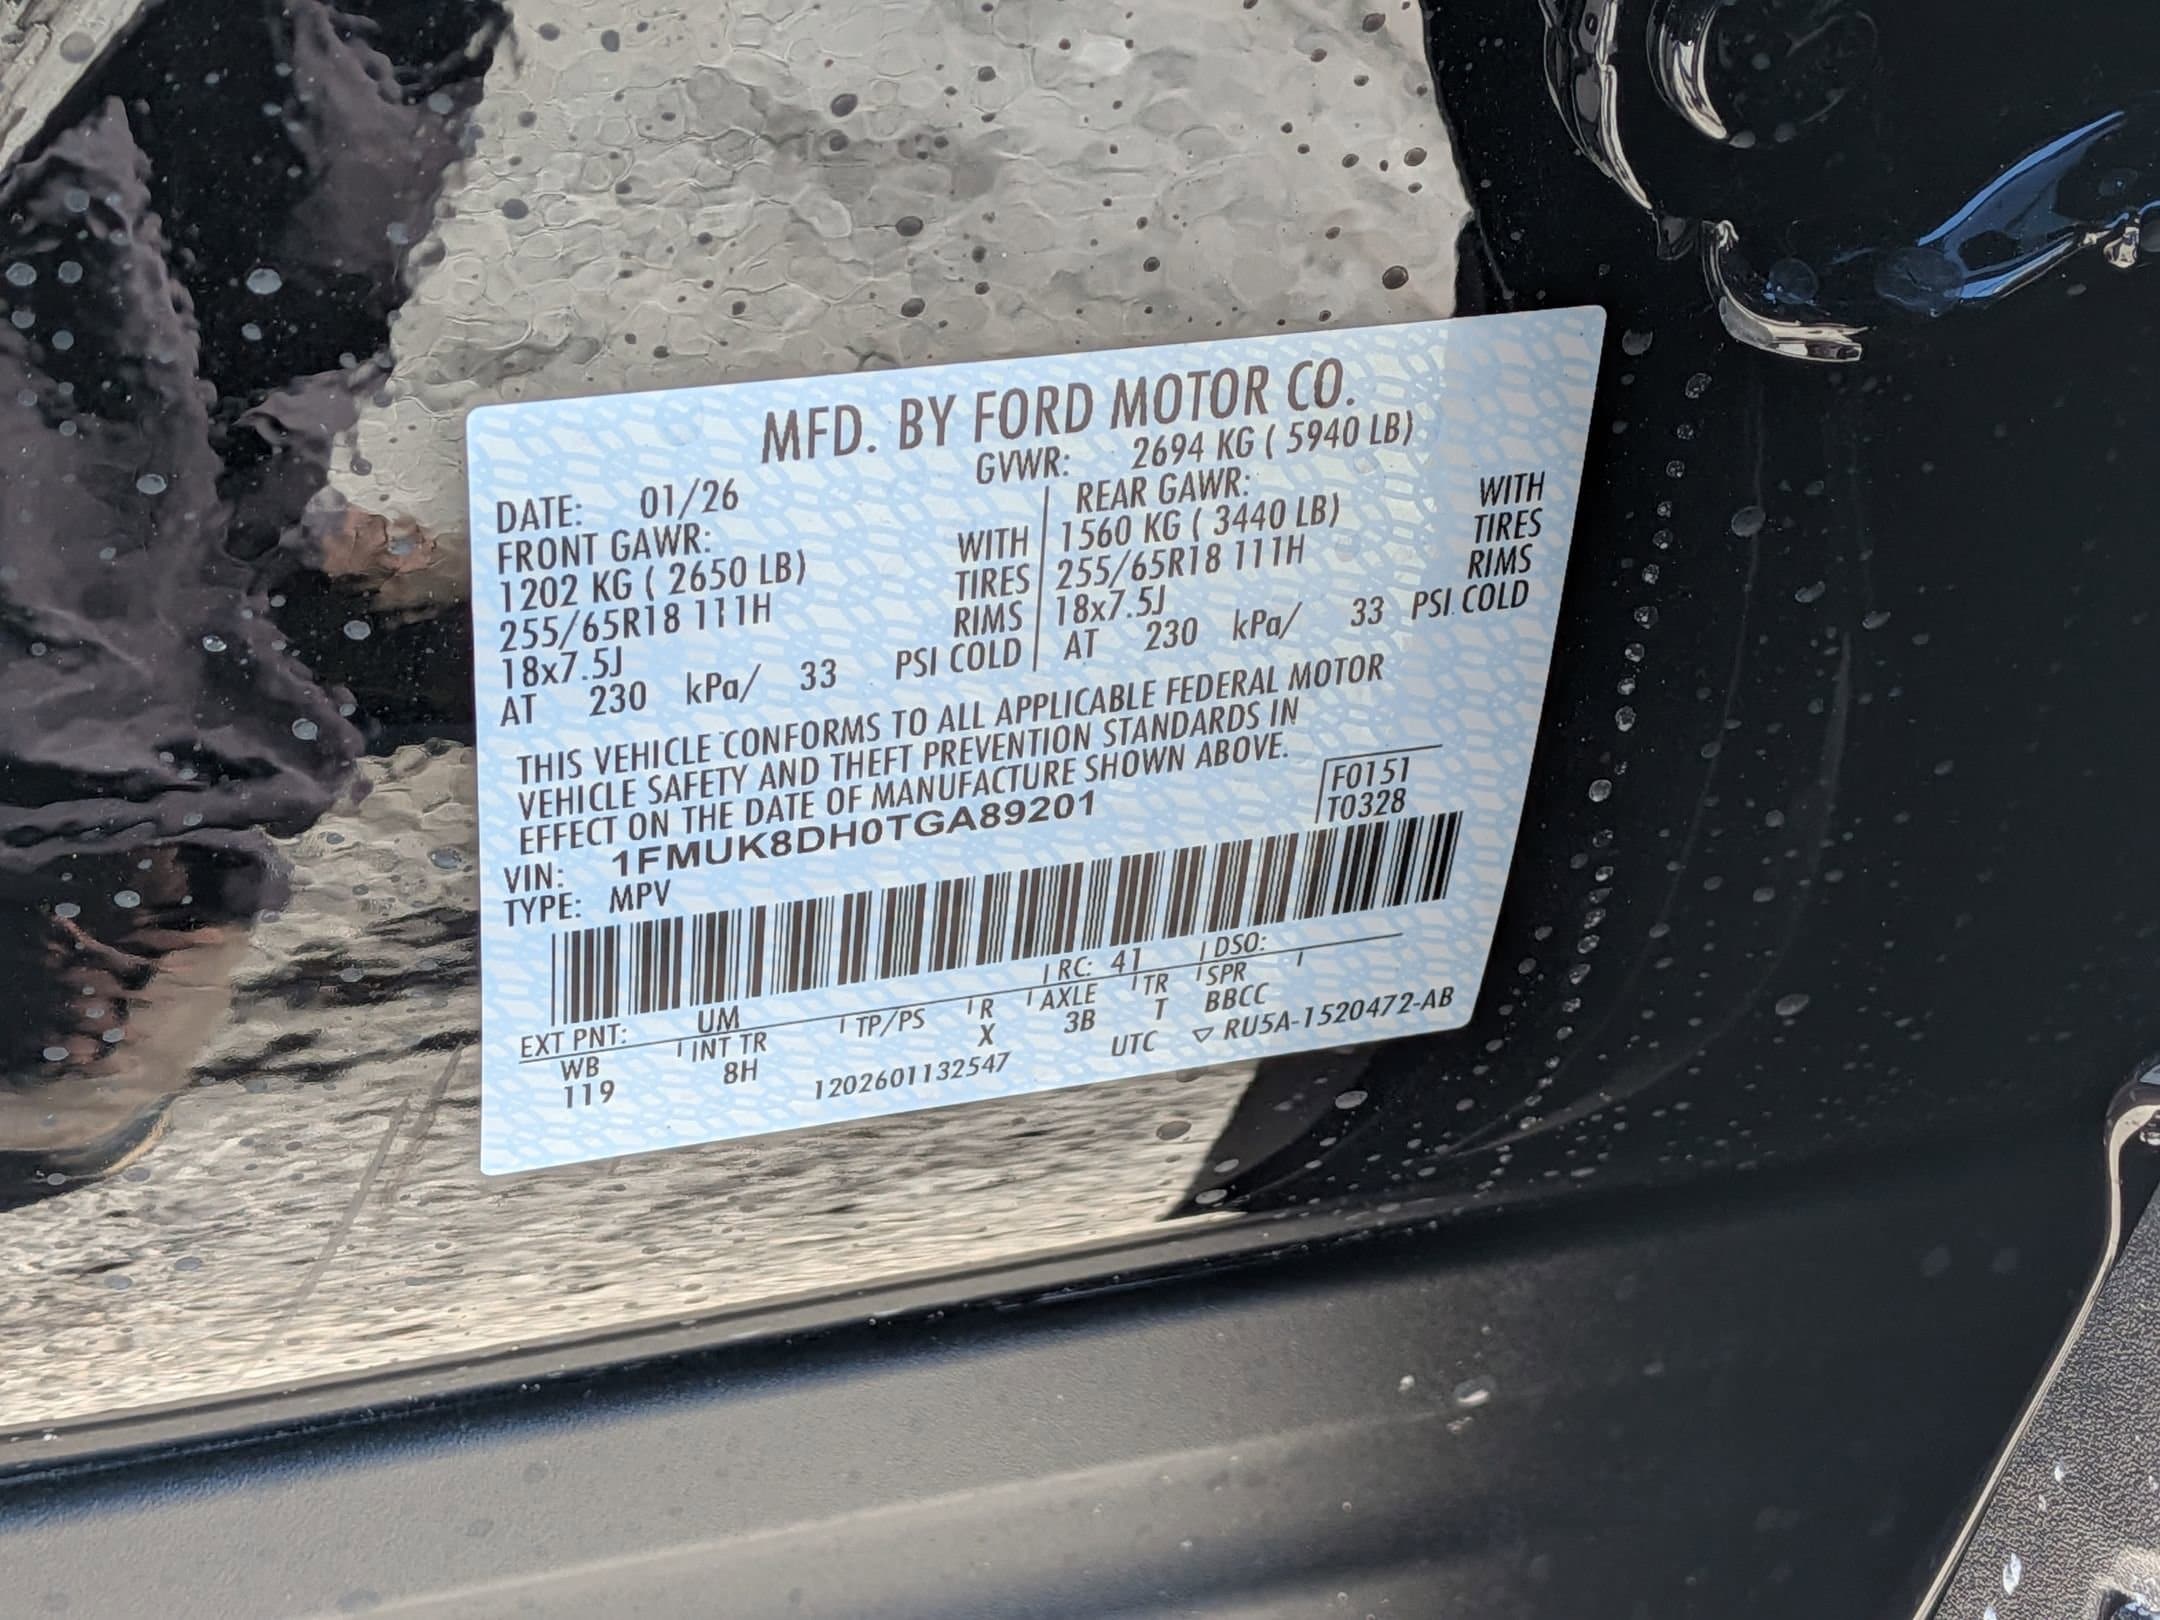 MFD. BY FORD MOTOR CO.
DATE: 01/26 GVWR: 2694 KG ( 5940 LB)
FRONT GAWR: REAR GAWR:
1202 KG ( 2650 LB) WITH 1560 KG ( 3440 LB) WITH
255/65R18 111H TIRES 255/65R18 111H TIRES
18x7.5J RIMS 18x7.5J RIMS
AT 230 kPa/ 33 PSI COLD AT 230 kPa/ 33 PSI COLD
THIS VEHICLE CONFORMS TO ALL APPLICABLE FEDERAL MOTOR
VEHICLE SAFETY AND THEFT PREVENTION STANDARDS IN
EFFECT ON THE DATE OF MANUFACTURE SHOWN ABOVE.
VIN: 1FMUK8DH0TGA89201 F0151
TYPE: MPV T0328
EXT PNT: UM RC: 41 DSO:
WB INT TR TP/PS R AXLE TR SPR
119 8H X 3B T BBCC
1202601132547 UTC ▽ RU5A-1520472-AB